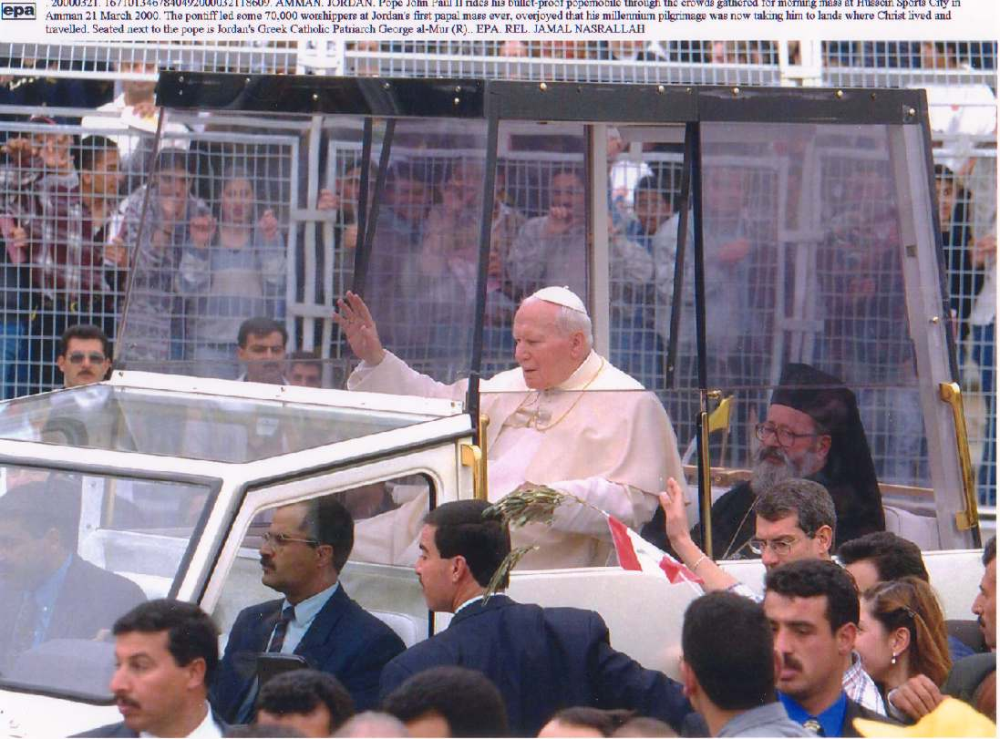 20000321. 16710134678404920000032118609. AMMAN. JORDAN. Pope John Paul II rides his bullet-proof popemobile through the crowds gathered for morning mass at Hussein Sports City in
epa
Amman 21 March 2000. The pontiff led some 70,000 worshippers at Jordan's first papal mass ever, overjoyed that his millennium pilgrimage was now taking him to lands where Christ lived and
travelled. Seated next to the pope is Jordan's Greek Catholic Patriarch George al-Mur (R).. EPA. REL. JAMAL NASRALLAH